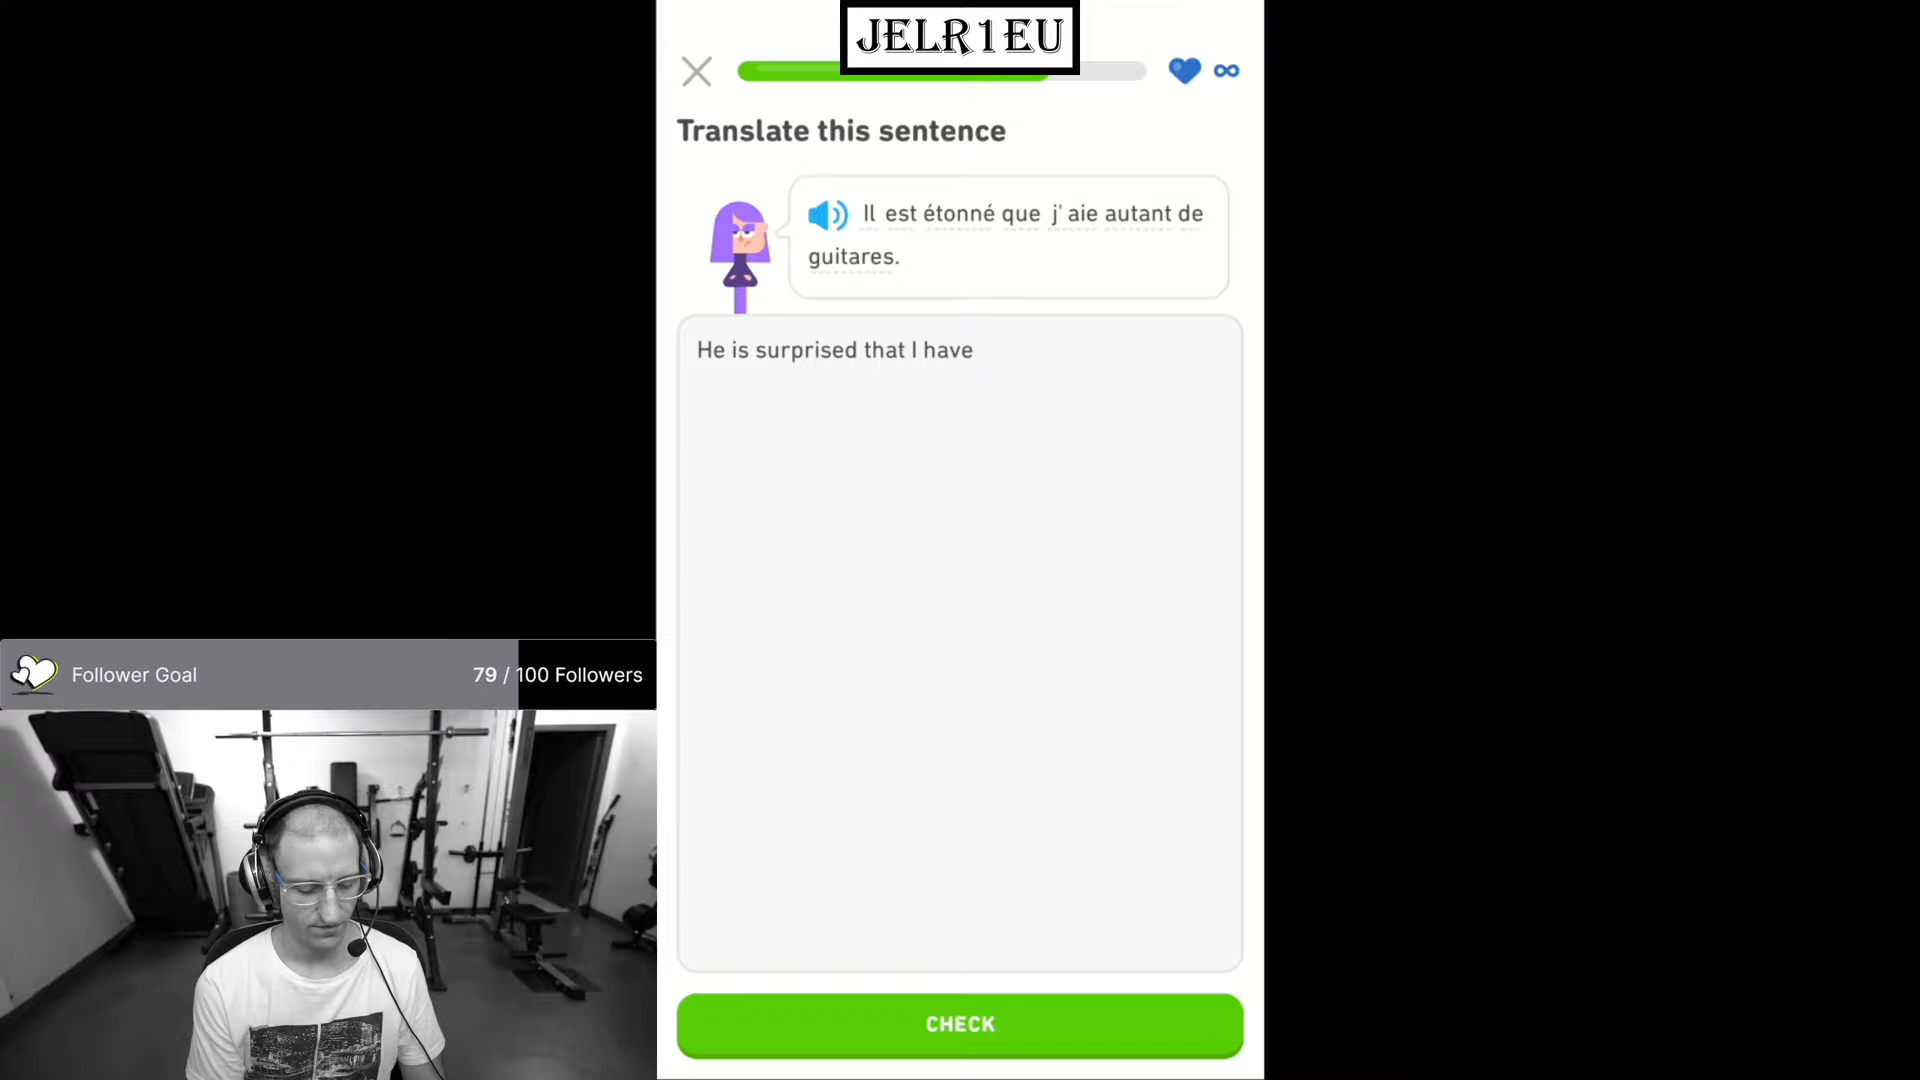 JELR1EU
Translate this sentence
Il est étonné que j' aie autant de
guitares.
He is surprised that I have
Follower Goal
79 / 100 Followers
CHECK